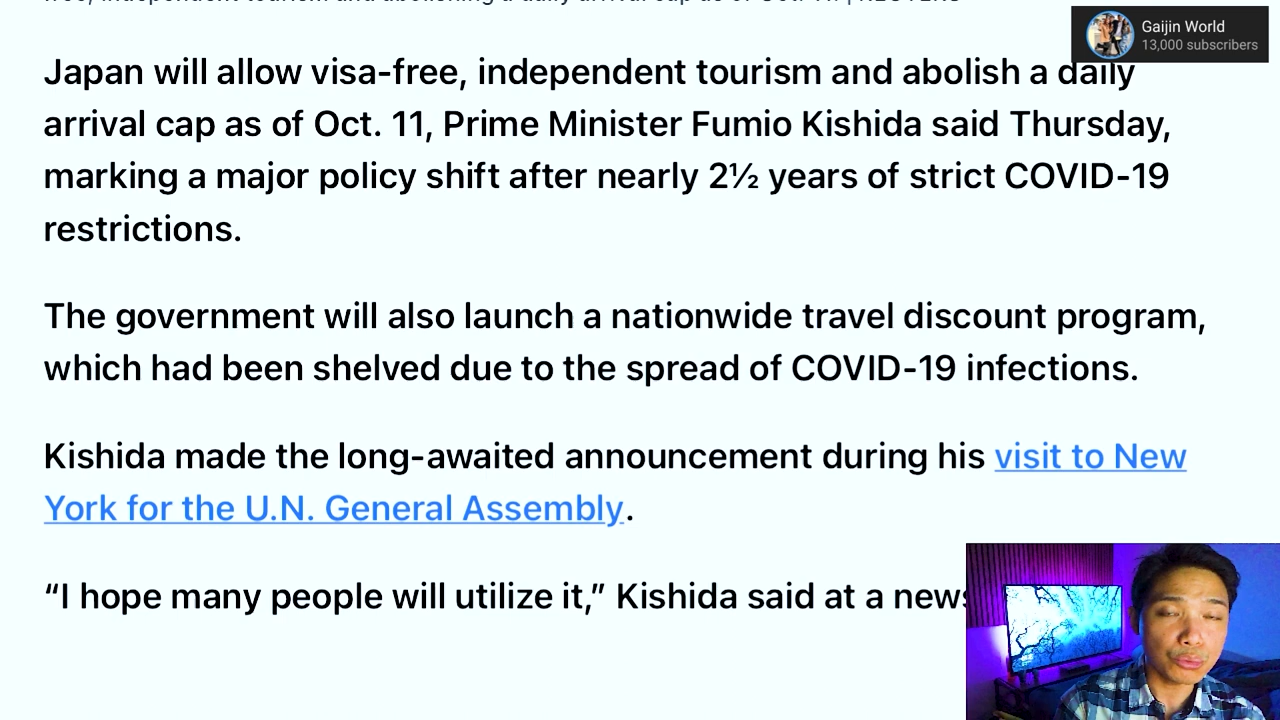 Gaijin World
13,000 subscribers
Japan will allow visa-free, independent tourism and abolish a daily
arrival cap as of Oct. 11, Prime Minister Fumio Kishida said Thursday,
marking a major policy shift after nearly 2½ years of strict COVID-19
restrictions.
The government will also launch a nationwide travel discount program,
which had been shelved due to the spread of COVID-19 infections.
Kishida made the long-awaited announcement during his visit to New
York for the U.N. General Assembly.
“I hope many people will utilize it,” Kishida said at a news